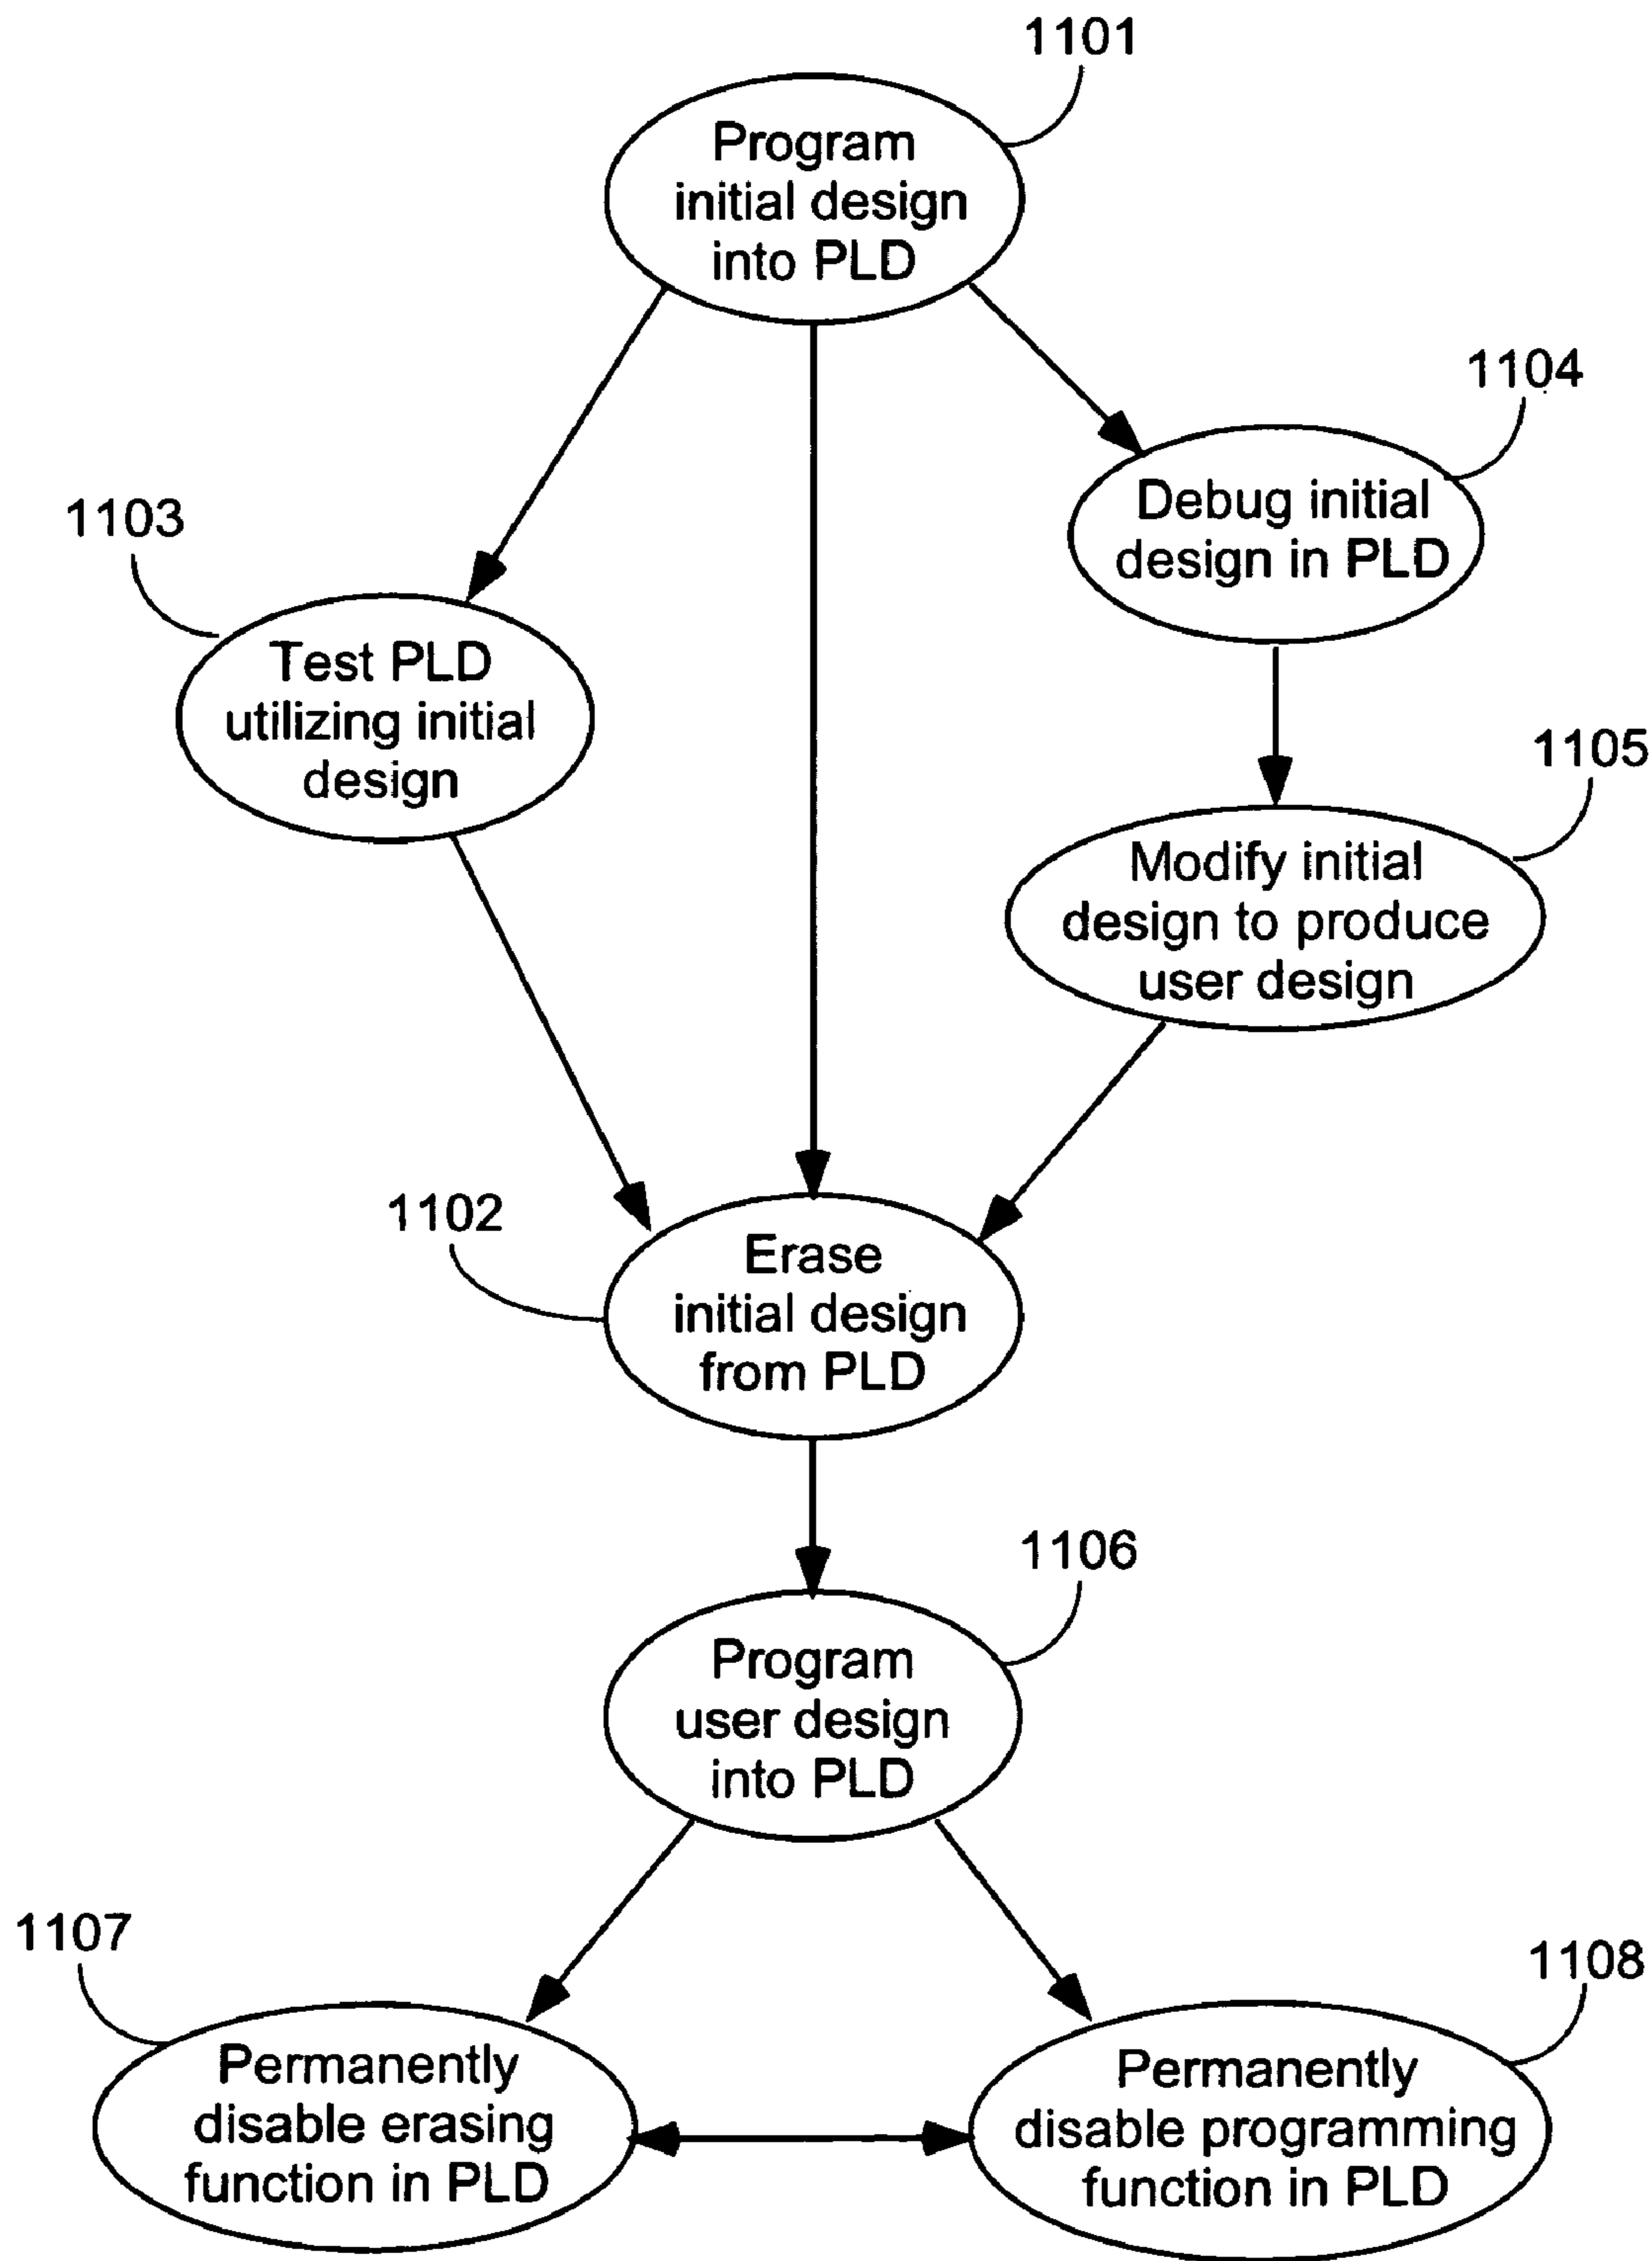 1101
Program
initial design
into PLD
1104
Debug initial
design in PLD
1103
Test PLD
utilizing initial
design
1105
Modify initial
design to produce
user design
1102
Erase
initial design
from PLD
1106
Program
user design
into PLD
1107
Permanently
disable erasing
function in PLD
1108
Permanently
disable programming
function in PLD